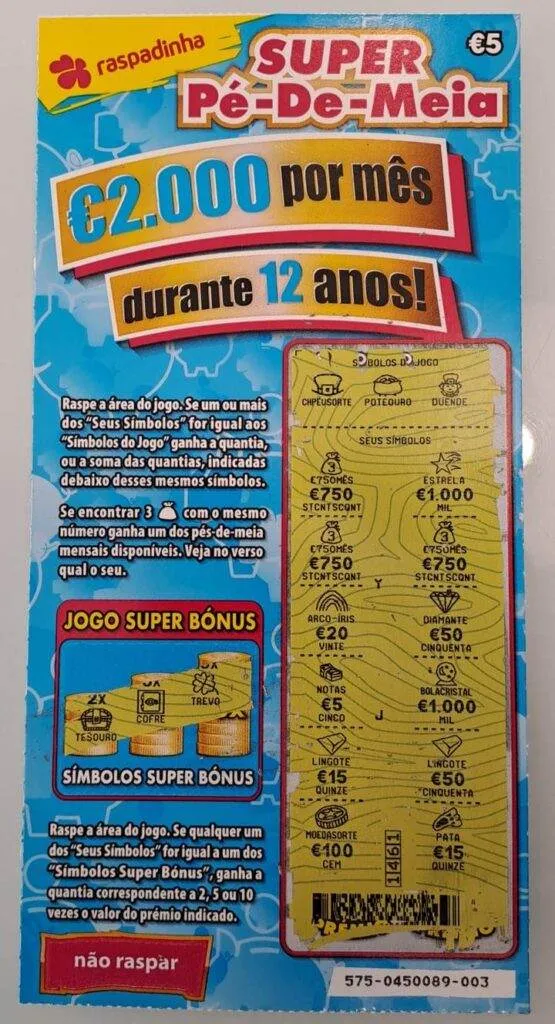 raspadinha
€5
SUPER
Pé-De-Meia
€2.000 por mês
durante 12 anos!
Raspe a área do jogo. Se um ou mais
dos "Seus Símbolos" for igual aos
"Símbolos do Jogo" ganha a quantia,
ou a soma das quantias, indicadas
debaixo desses mesmos símbolos.
Se encontrar 3 com o mesmo
número ganha um dos pés-de-meia
mensais disponíveis. Veja no verso
qual o seu.
JOGO SUPER BÓNUS
2X
TESOURO
COFRE
TREVO
SÍMBOLOS SUPER BÓNUS
Raspe a área do jogo. Se qualquer um
dos "Seus Símbolos" for igual a um dos
"Símbolos Super Bónus", ganha a
quantia correspondente a 2, 5 ou 10
vezes o valor do prémio indicado.
não raspar
JOGO
CHPEUSORTE POTEOURO DUENDE
SEUS SÍMBOLOS
3
€750MÊS ESTRELA
€750 €1.000
STCNTSCQNT MIL
3 3
€750MÊS €750MÊS
€750 €750
STCNTSCQNT STCNTSCQNT
Y
ARCO-ÍRIS DIAMANTE
€20 €50
VINTE CINQUENTA
NOTAS BOLACRISTAL
€5 €1.000
CINCO MIL
J
LINGOTE LINGOTE
€15 €50
QUINZE CINQUENTA
MOEDASORTE PATA
€100 €15
CEM QUINZE
1461
575-0450089-003